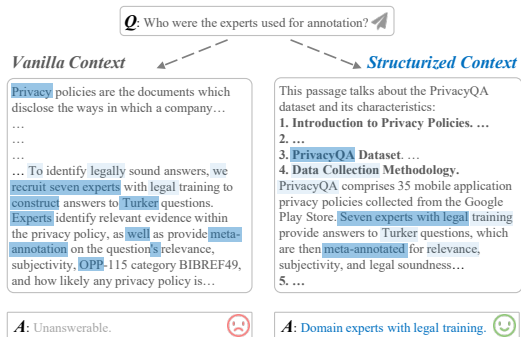 Q: Who were the experts used for annotation?
Vanilla Context
Privacy policies are the documents which
disclose the ways in which a company…
…
…
…
… To identify legally sound answers, we
recruit seven experts with legal training to
construct answers to Turker questions.
Experts identify relevant evidence within
the privacy policy, as well as provide meta-
annotation on the question's relevance,
subjectivity, OPP-115 category BIBREF49,
and how likely any privacy policy is…
A: Unanswerable.
Structurized Context
This passage talks about the PrivacyQA
dataset and its characteristics:
1. Introduction to Privacy Policies. …
2. …
3. PrivacyQA Dataset. …
4. Data Collection Methodology.
PrivacyQA comprises 35 mobile application
privacy policies collected from the Google
Play Store. Seven experts with legal training
provide answers to Turker questions, which
are then meta-annotated for relevance,
subjectivity, and legal soundness…
5. …
A: Domain experts with legal training.